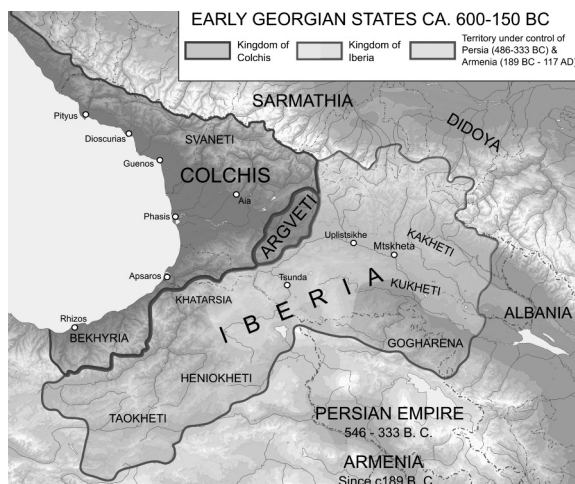 EARLY GEORGIAN STATES CA. 600-150 BC
Kingdom of
Colchis
Kingdom of
Iberia
Territory under control of
Persia (486-333 BC) &
Armenia (189 BC - 117 AD)
SARMATHIA
Pityus
DIDOYA
Dioscurias
SVANETI
Guenos
COLCHIS
Aia
ARGVETI
Phasis
KAKHETI
Uplistsikhe
Mtskheta
Apsaros
Tsunda
KUKHETI
KHATARSIA
IBERIA
ALBANIA
Rhizos
BEKHYRIA
GOGHARENA
HENIOKHETI
TAOKHETI
PERSIAN EMPIRE
546 - 333 B. C.
ARMENIA
Since c189 B. C.